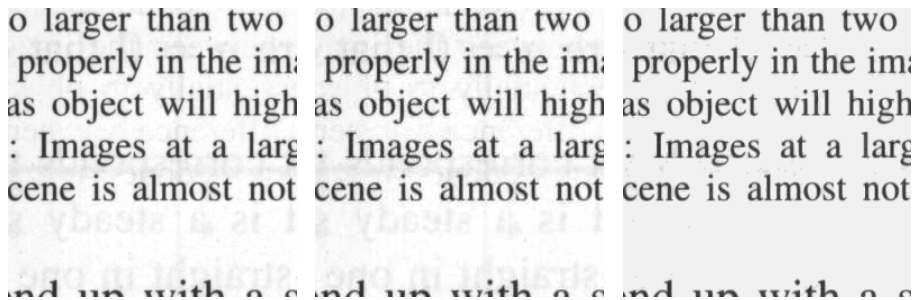 o larger than two
properly in the ima
as object will high
: Images at a larg
cene is almost not
nd up with a s
o larger than two
properly in the ima
as object will high
: Images at a larg
cene is almost not
nd up with a s
o larger than two
properly in the ima
as object will high
: Images at a larg
cene is almost not
nd up with a s